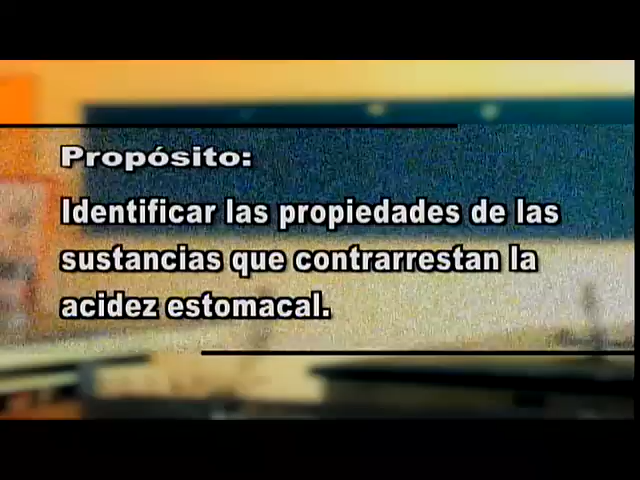 Propósito:
Identificar las propiedades de las
sustancias que contrarrestan la
acidez estomacal.